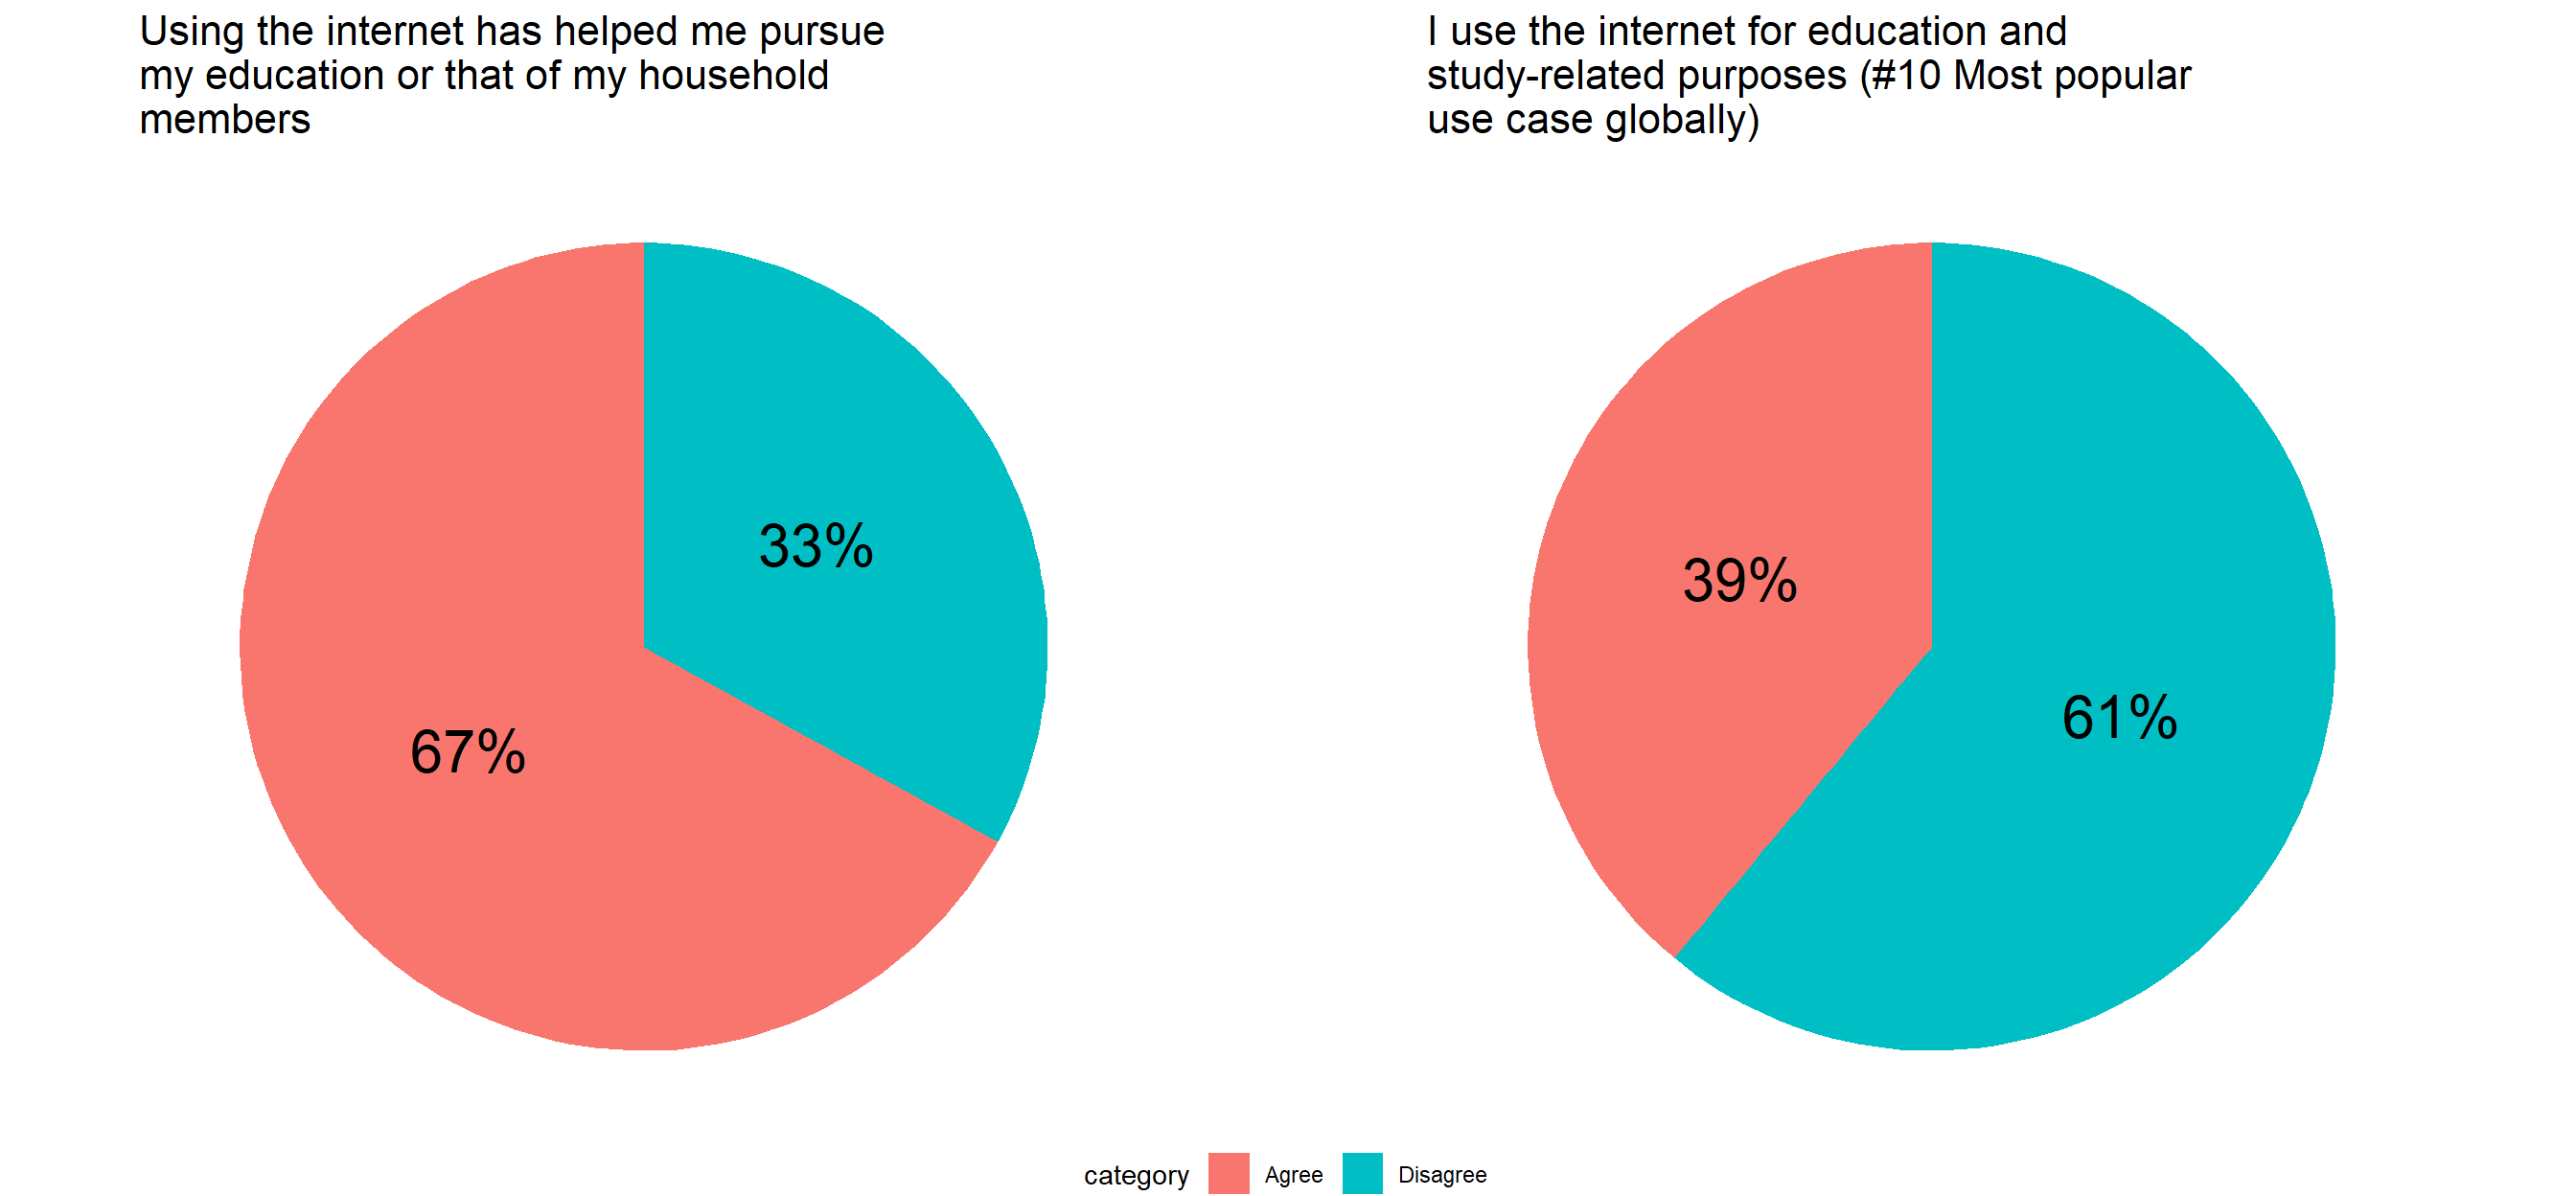 Using the internet has helped me pursue
my education or that of my household
members
I use the internet for education and
study-related purposes (#10 Most popular
use case globally)
33%
67%
39%
61%
category Agree Disagree